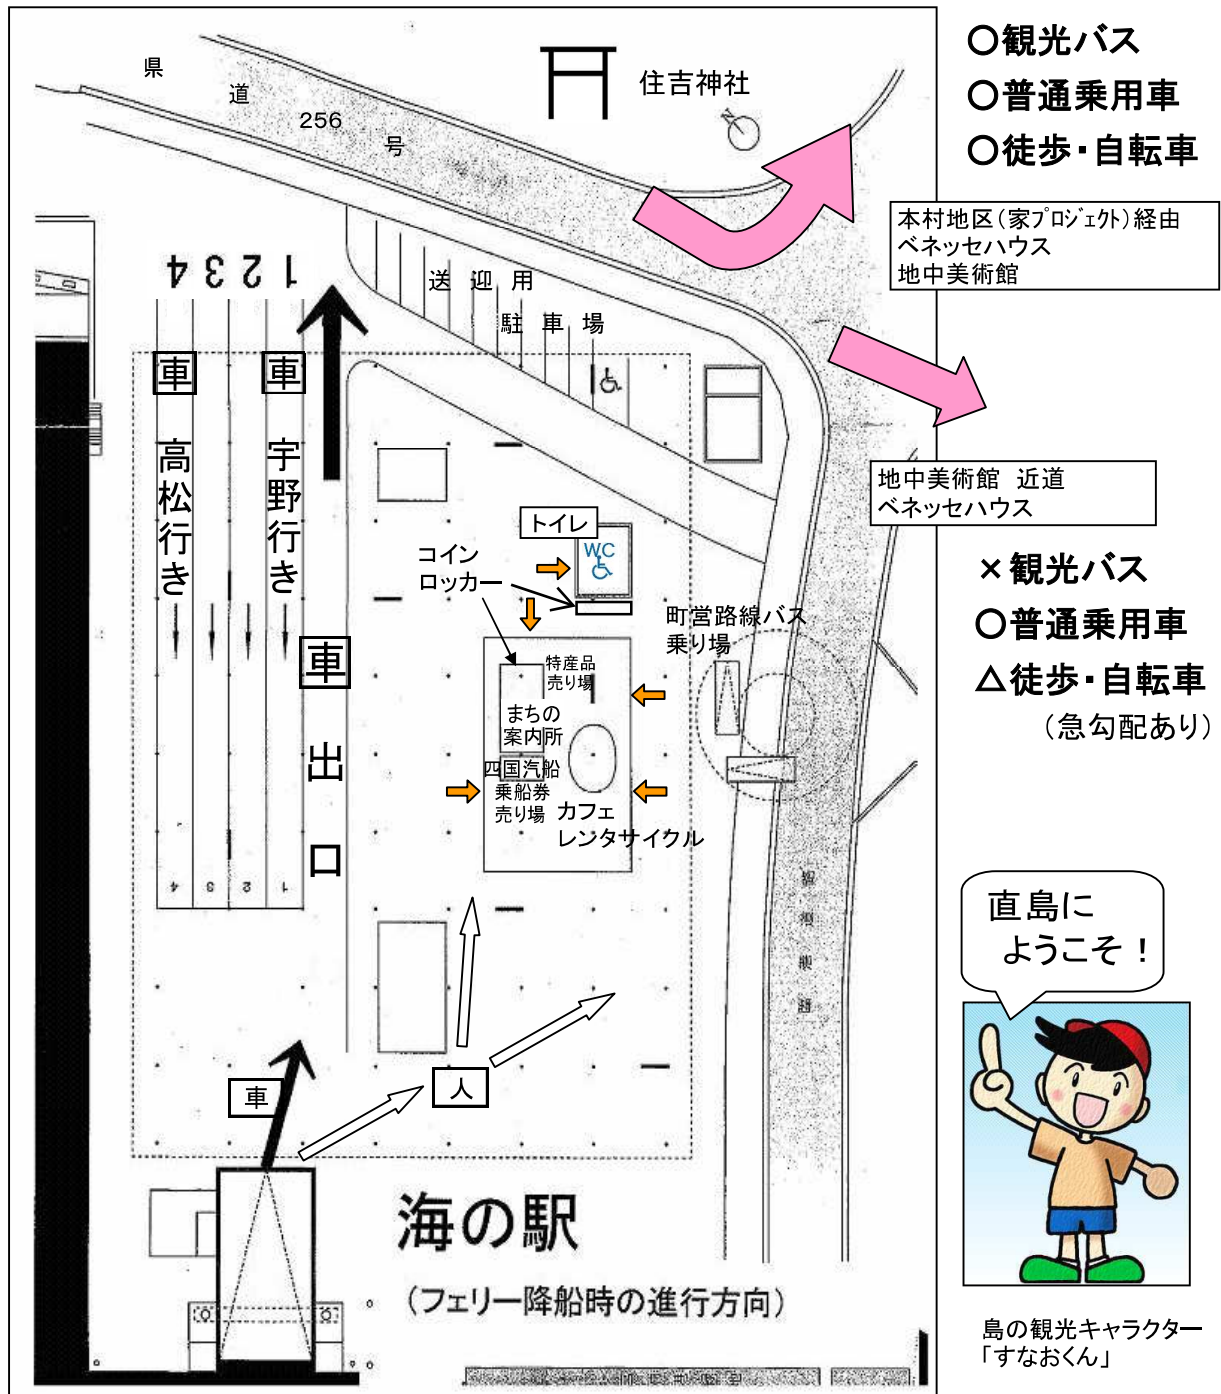 県
道
256
号
住吉神社
N
○観光バス
○普通乗用車
○徒歩・自転車
本村地区(家プロジェクト)経由
ベネッセハウス
地中美術館
4 3 2 1
送迎用
駐車場
車
車
高松行き
宇野行き
地中美術館 近道
ベネッセハウス
×観光バス
○普通乗用車
△徒歩・自転車
(急勾配あり)
トイレ
WC
コイン
ロッカー
町営路線バス
乗り場
特産品
売り場
まちの
案内所
四国汽船
乗船券
売り場
カフェ
レンタサイクル
車
出
口
4 3 2 1
直島に
ようこそ!
車
人
海の駅
(フェリー降船時の進行方向)
島の観光キャラクター
「すなおくん」